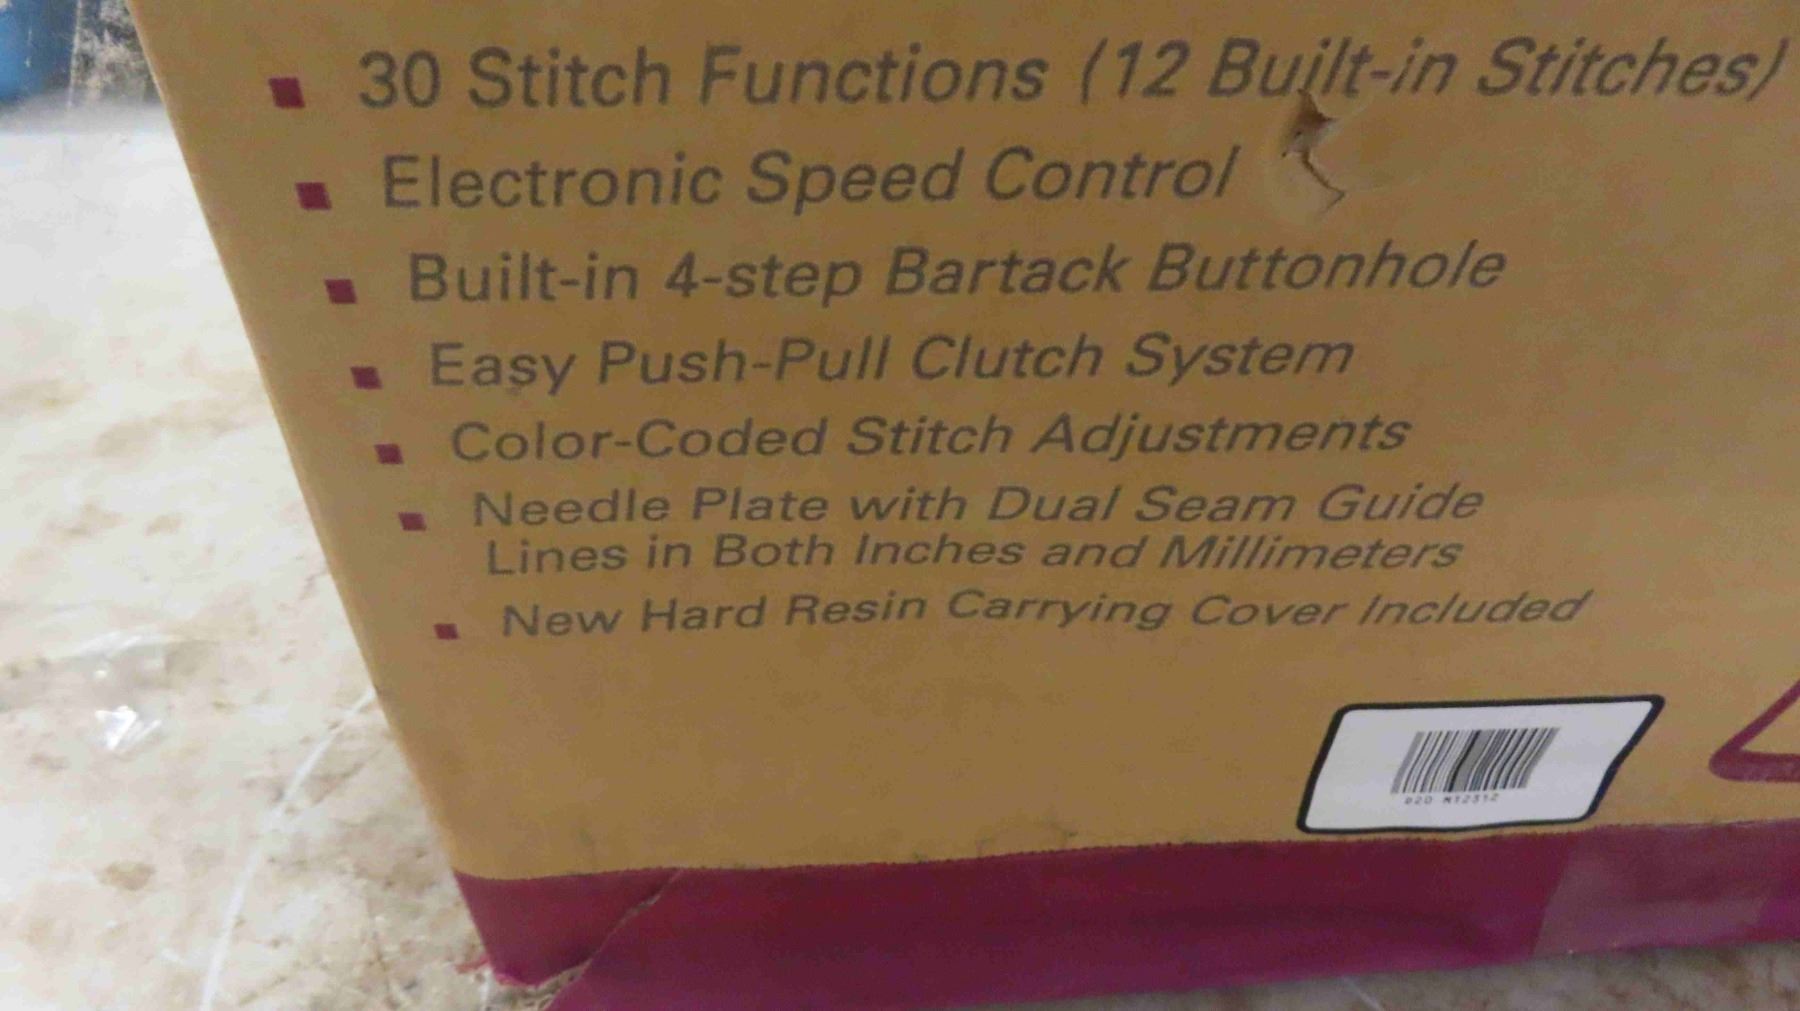 30 Stitch Functions (12 Built-in Stitches)
Electronic Speed Control
Built-in 4-step Bartack Buttonhole
Easy Push-Pull Clutch System
Color-Coded Stitch Adjustments
Needle Plate with Dual Seam Guide
Lines in Both Inches and Millimeters
New Hard Resin Carrying Cover Included